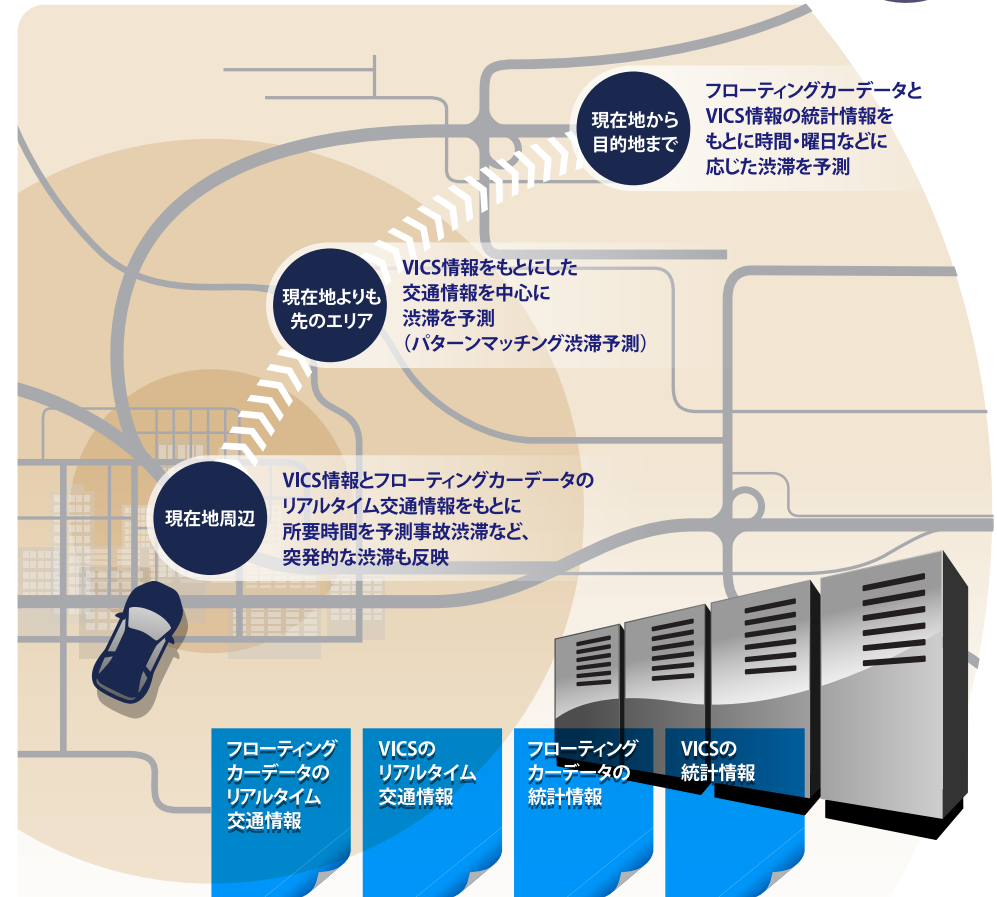 現在地から
目的地まで
フローティングカーデータと
VICS情報の統計情報を
もとに時間・曜日などに
応じた渋滞を予測
現在地よりも
先のエリア
VICS情報をもとにした
交通情報を中心に
渋滞を予測
（パターンマッチング渋滞予測）
現在地周辺
VICS情報とフローティングカーデータの
リアルタイム交通情報をもとに
所要時間を予測事故渋滞など、
突発的な渋滞も反映
フローティング
カーデータの
リアルタイム
交通情報
VICSの
リアルタイム
交通情報
フローティング
カーデータの
統計情報
VICSの
統計情報